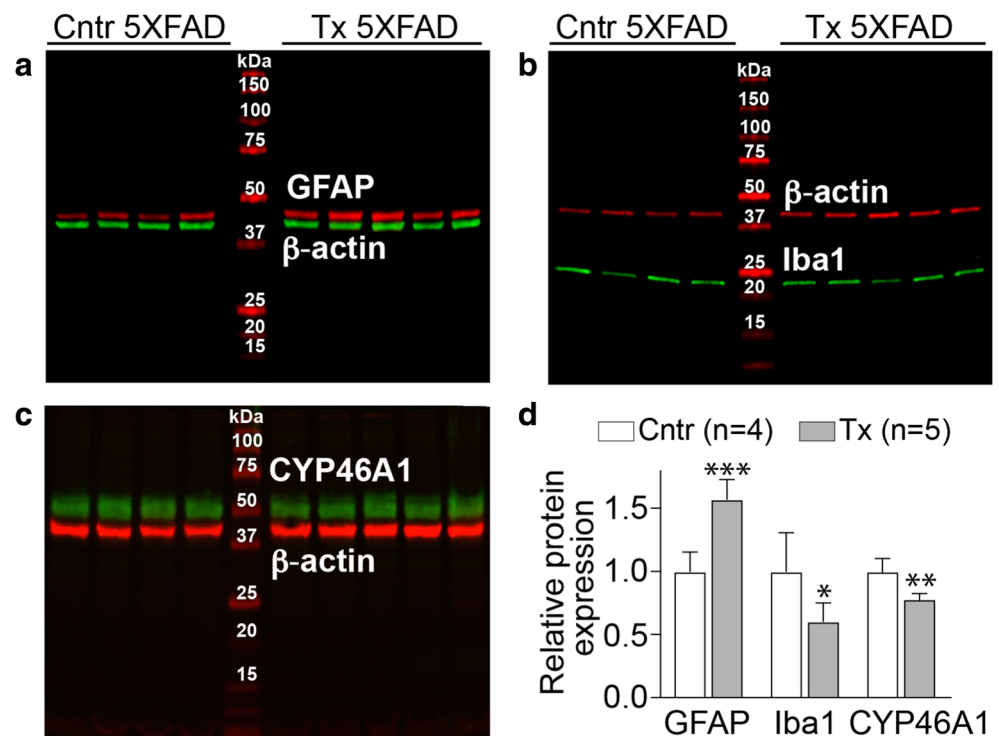 Cntr 5XFAD Tx 5XFAD
a
kDa
150
100
75
50
37
25
20
15
GFAP
β-actin
Cntr 5XFAD Tx 5XFAD
b
kDa
150
100
75
50
37
25
20
15
β-actin
Iba1
c
kDa
100
75
50
37
25
20
15
CYP46A1
β-actin
d
Cntr (n=4) Tx (n=5)
Relative protein
expression
1.5
1.0
0.5
0.0
***
*
**
GFAP Iba1 CYP46A1